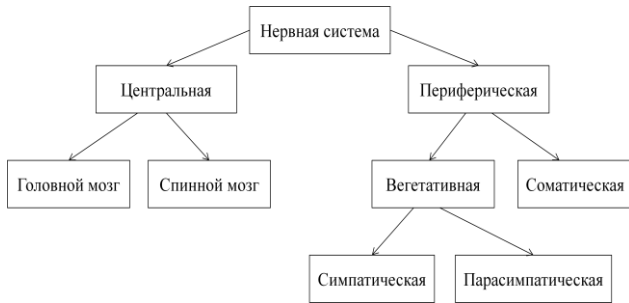 Нервная система
Центральная
Периферическая
Головной мозг
Спинной мозг
Вегетативная
Соматическая
Симпатическая
Парасимпатическая